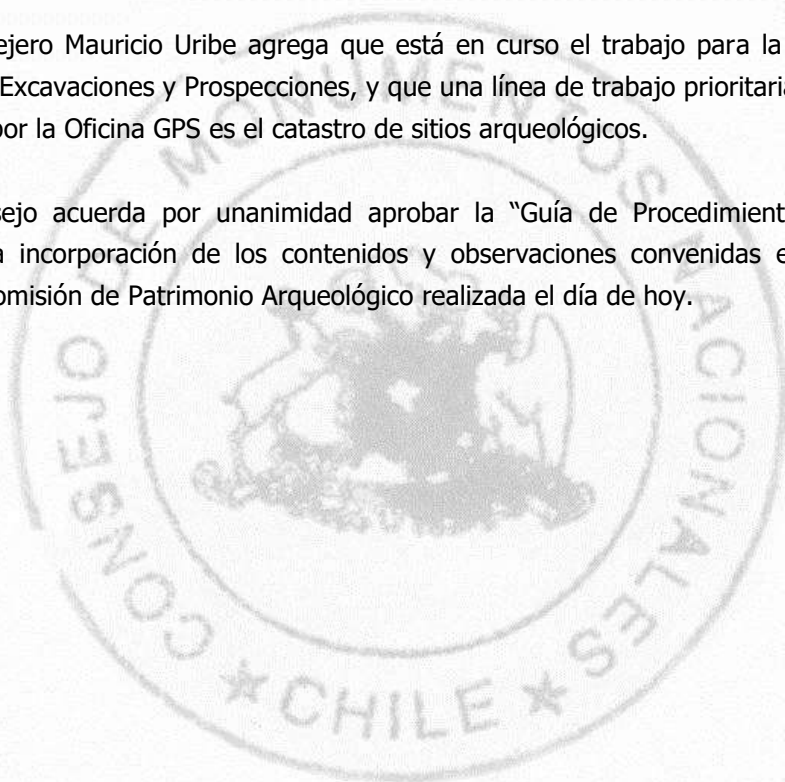 ejero Mauricio Uribe agrega que está en curso el trabajo para la
Excavaciones y Prospecciones, y que una línea de trabajo prioritaria
por la Oficina GPS es el catastro de sitios arqueológicos.
sejo acuerda por unanimidad aprobar la “Guía de Procedimient
a incorporación de los contenidos y observaciones convenidas e
omisión de Patrimonio Arqueológico realizada el día de hoy.
CONSEJO DE MONUMENTOS NACIONALES
* CHILE *